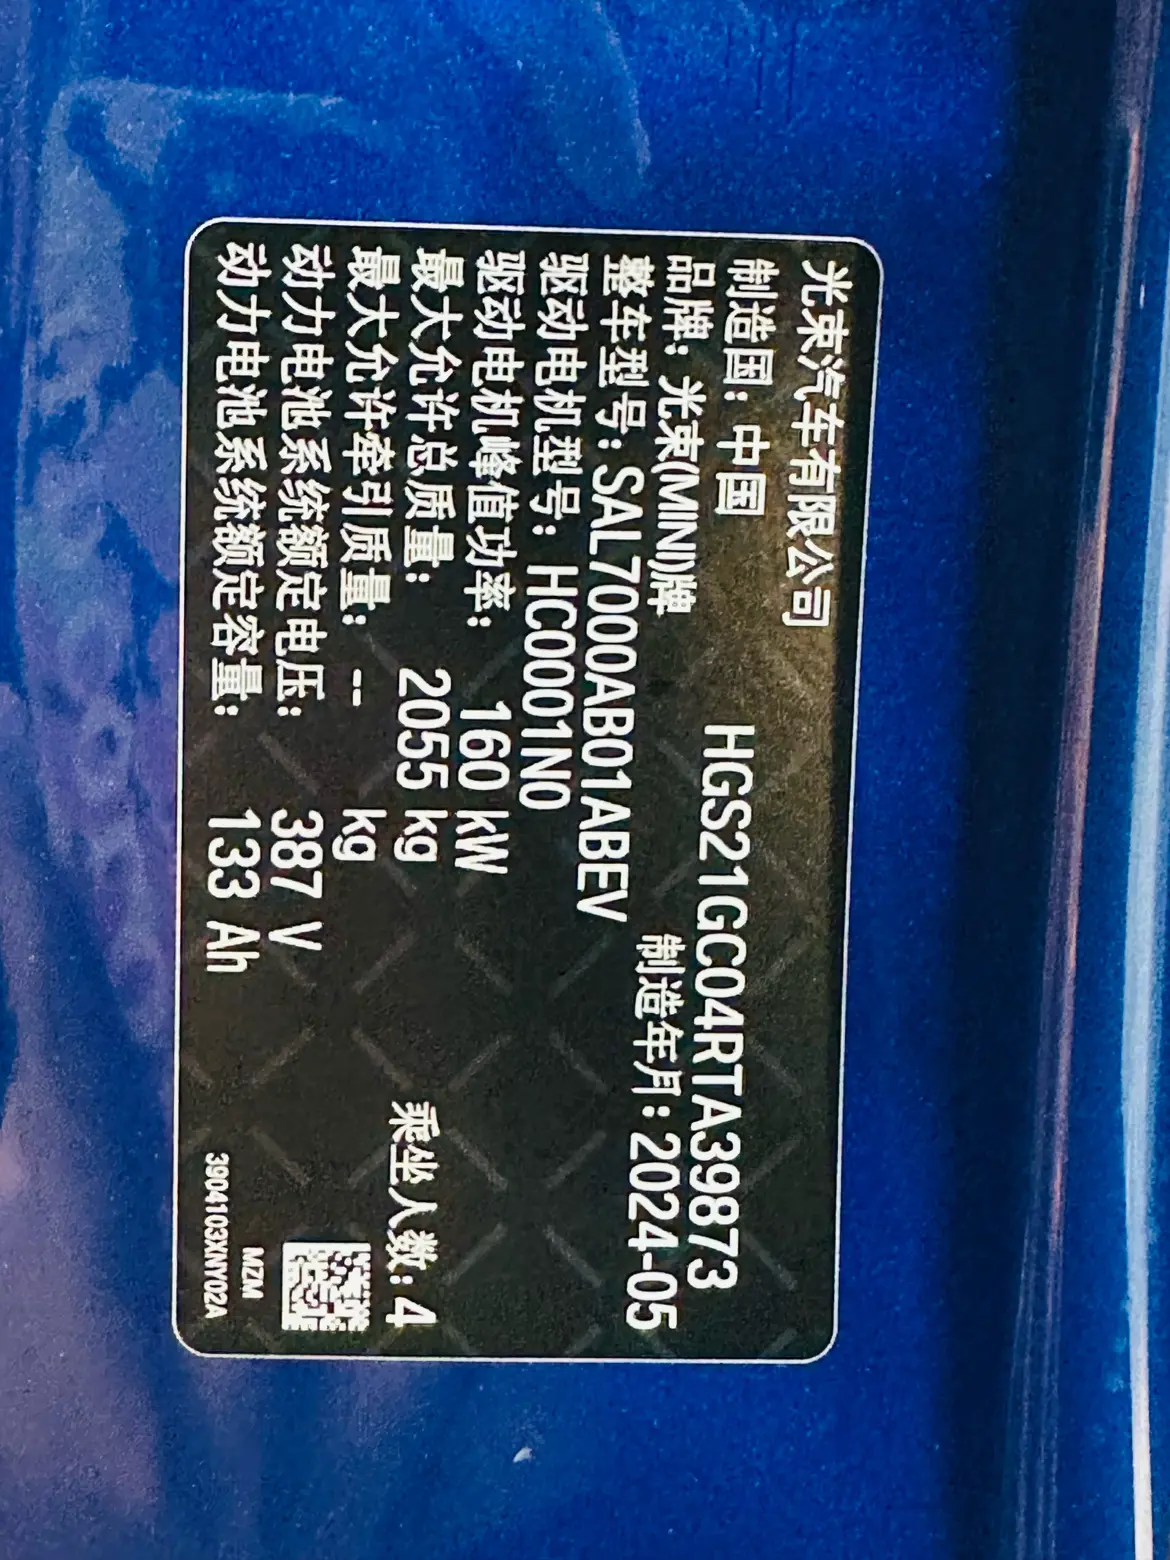 光束汽车有限公司
制造国: 中国
HGS21GC04RTA39873
品牌: 光束(MINI)牌
制造年月: 2024-05
整车型号: SAL7000AB01ABEV
驱动电机型号: HC0001N0
驱动电机峰值功率: 160 kW
最大允许总质量: 2055 kg
乘坐人数: 4
最大允许牵引质量: -- kg
动力电池系统额定电压: 387 V
动力电池系统额定容量: 133 Ah
MZM
3904103XNY02A